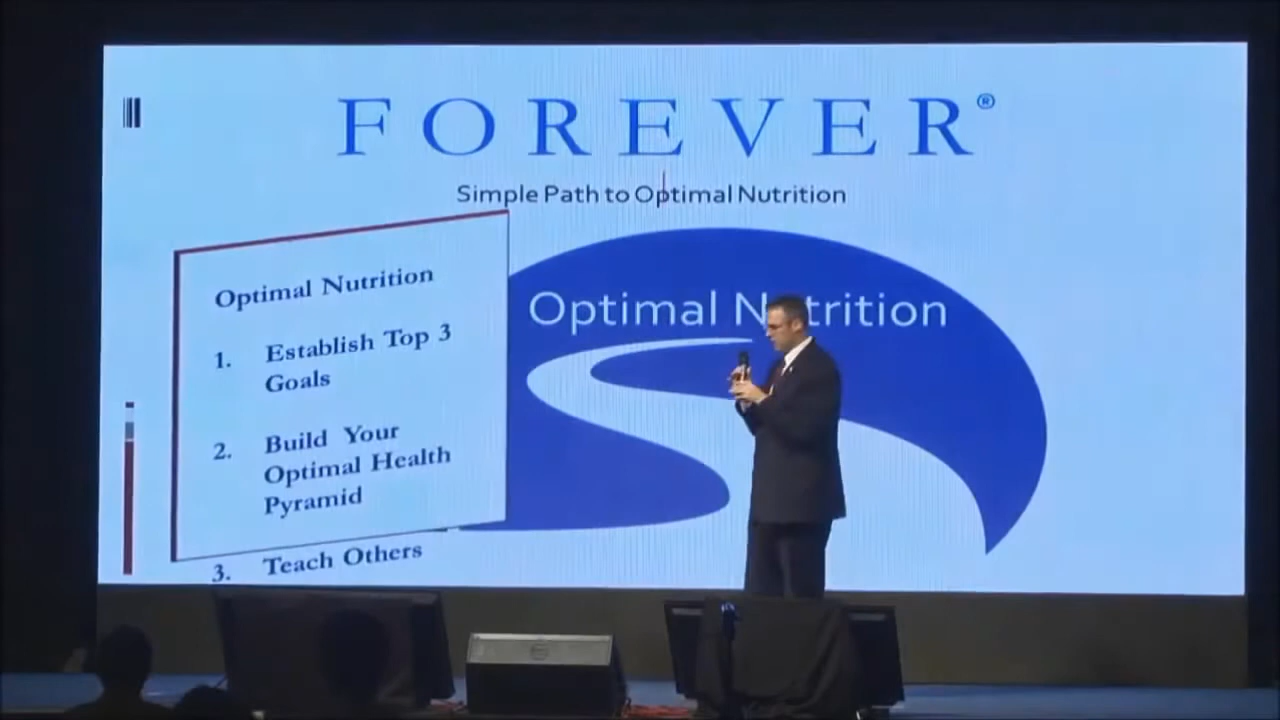 FOREVER®
Simple Path to Optimal Nutrition
Optimal Nutrition
1. Establish Top 3
Goals
2. Build Your
Optimal Health
Pyramid
3. Teach Others
Optimal N trition